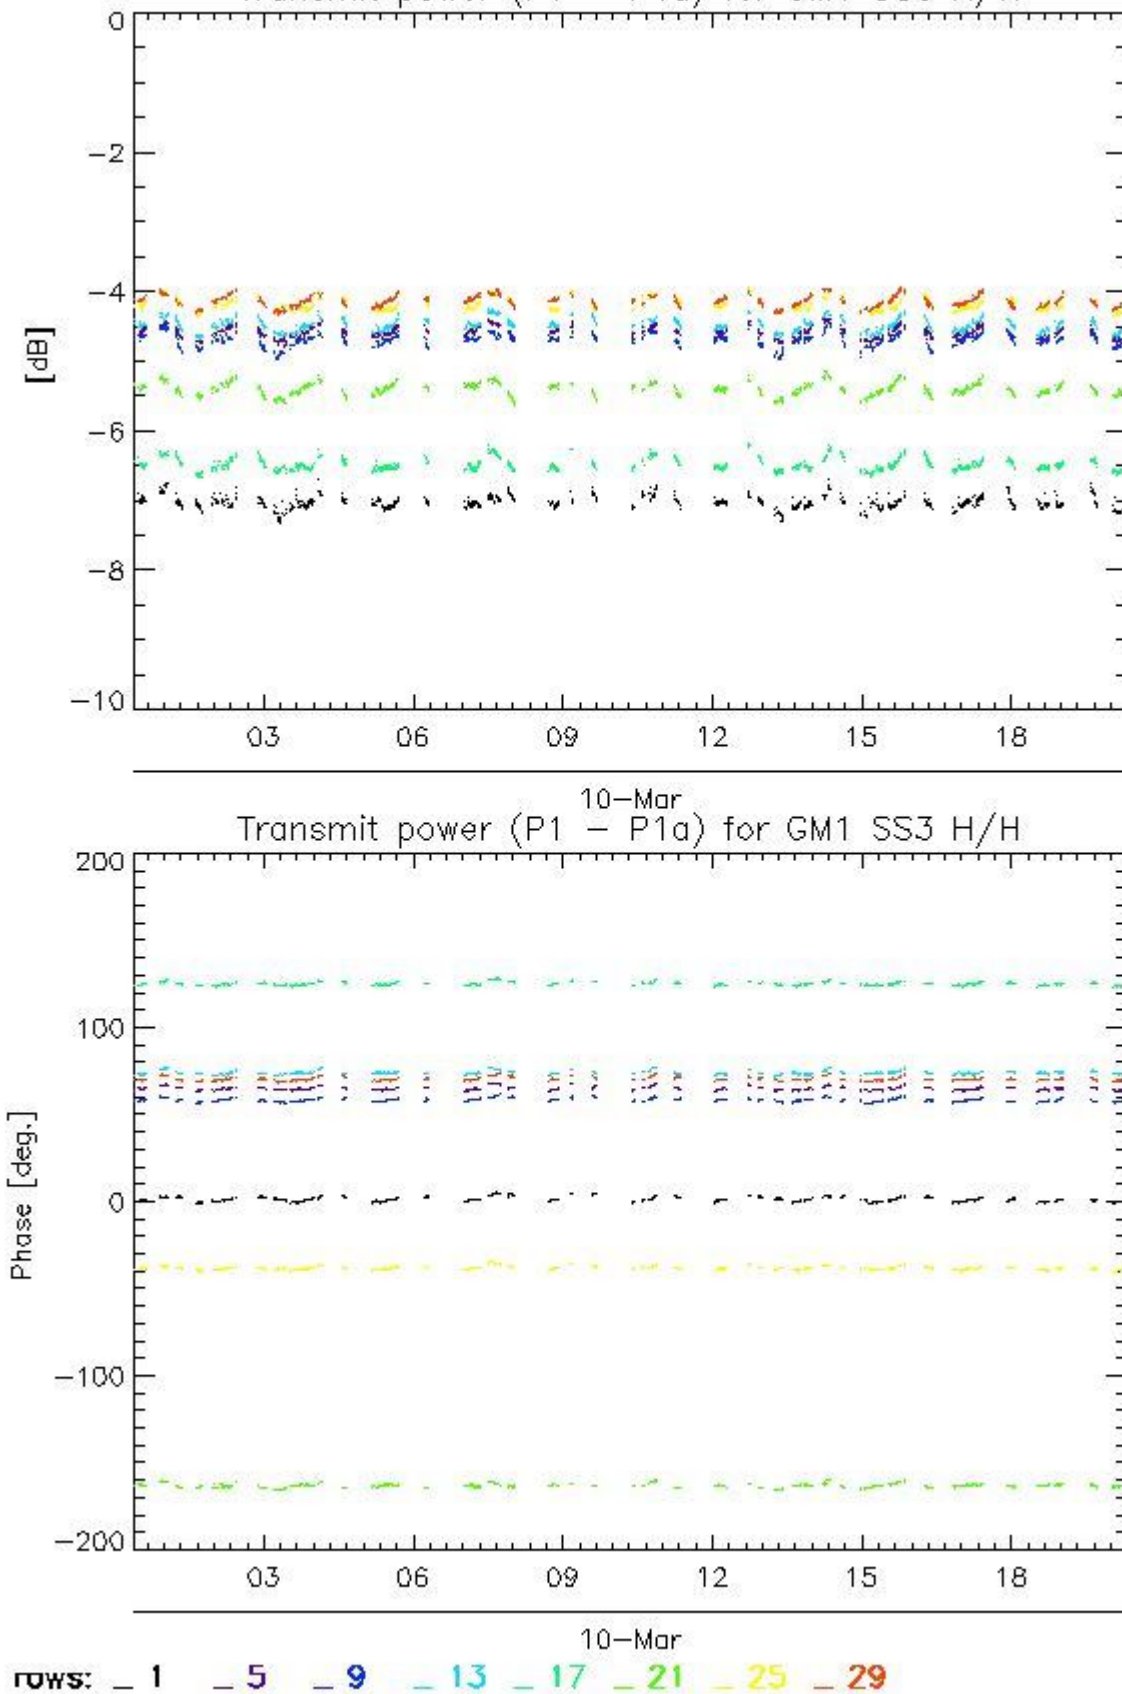 0
-2
-4
[dB]
-6
-8
-10
03 06 09 12 15 18
10-Mar
Transmit power (P1 - P1a) for GM1 SS3 H/H
200
100
Phase [deg.]
0
-100
-200
03 06 09 12 15 18
10-Mar
rows: _ 1 _ 5 _ 9 _ 13 _ 17 _ 21 _ 25 _ 29